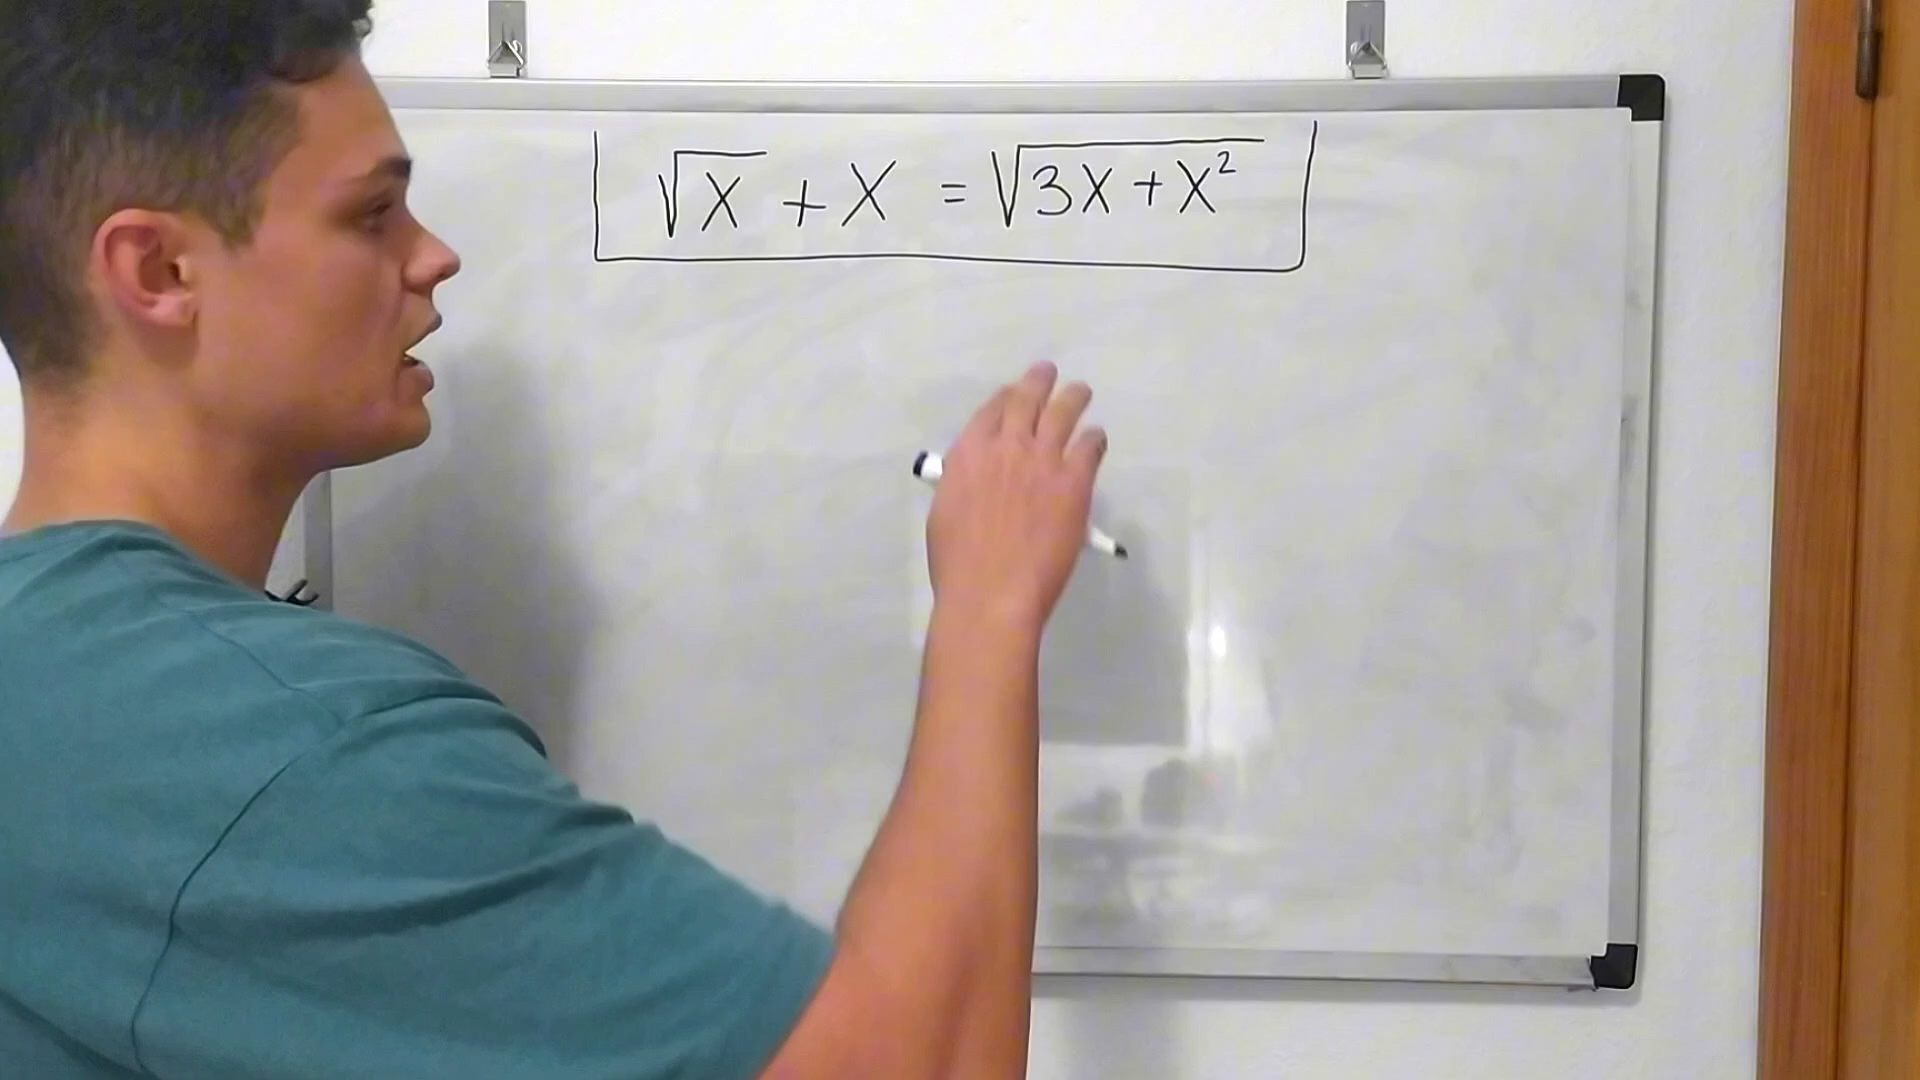 √X + X = √3X + X²